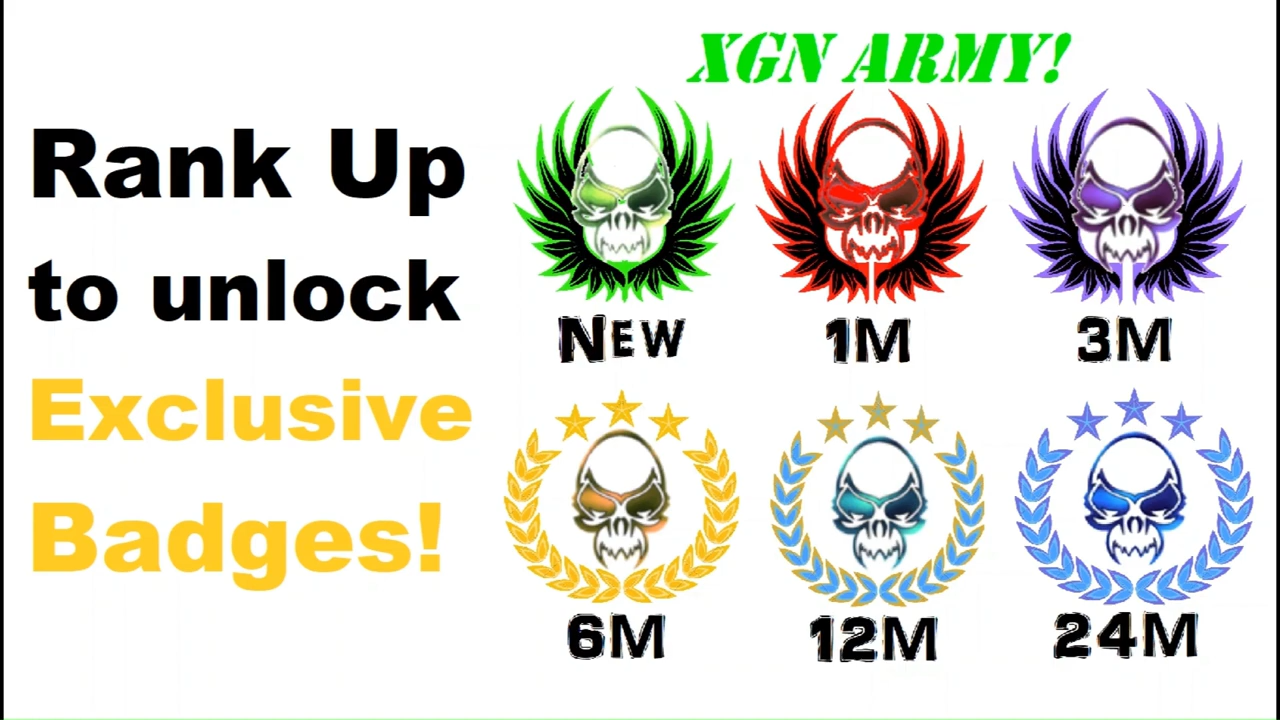 XGN ARMY!
Rank Up
to unlock
Exclusive
Badges!
New 1M 3M
6M 12M 24M